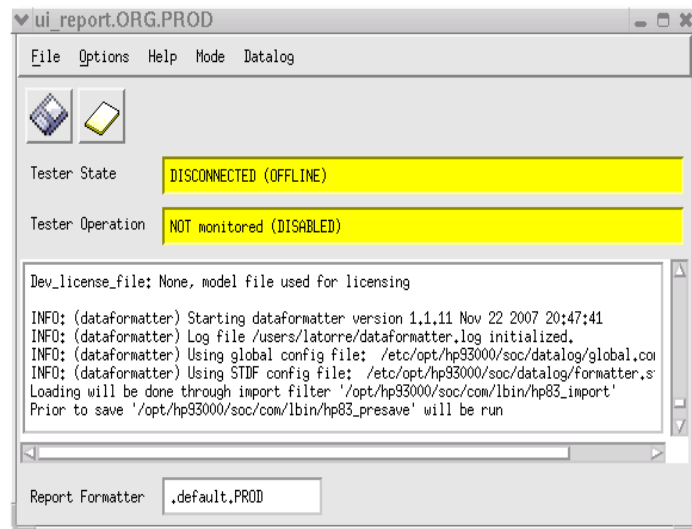 ui_report.ORG.PROD
File Options Help Mode Datalog
Tester State DISCONNECTED (OFFLINE)
Tester Operation NOT monitored (DISABLED)
Dev_license_file: None, model file used for licensing
INFO: (dataformatter) Starting dataformatter version 1.1.11 Nov 22 2007 20:47:41
INFO: (dataformatter) Log file /users/latorre/dataformatter.log initialized.
INFO: (dataformatter) Using global config file: /etc/opt/hp93000/soc/datalog/global.co
INFO: (dataformatter) Using STDF config file: /etc/opt/hp93000/soc/datalog/formatter.s
Loading will be done through import filter '/opt/hp93000/soc/com/lbin/hp83_import'
Prior to save '/opt/hp93000/soc/com/lbin/hp83_presave' will be run
Report Formatter .default.PROD